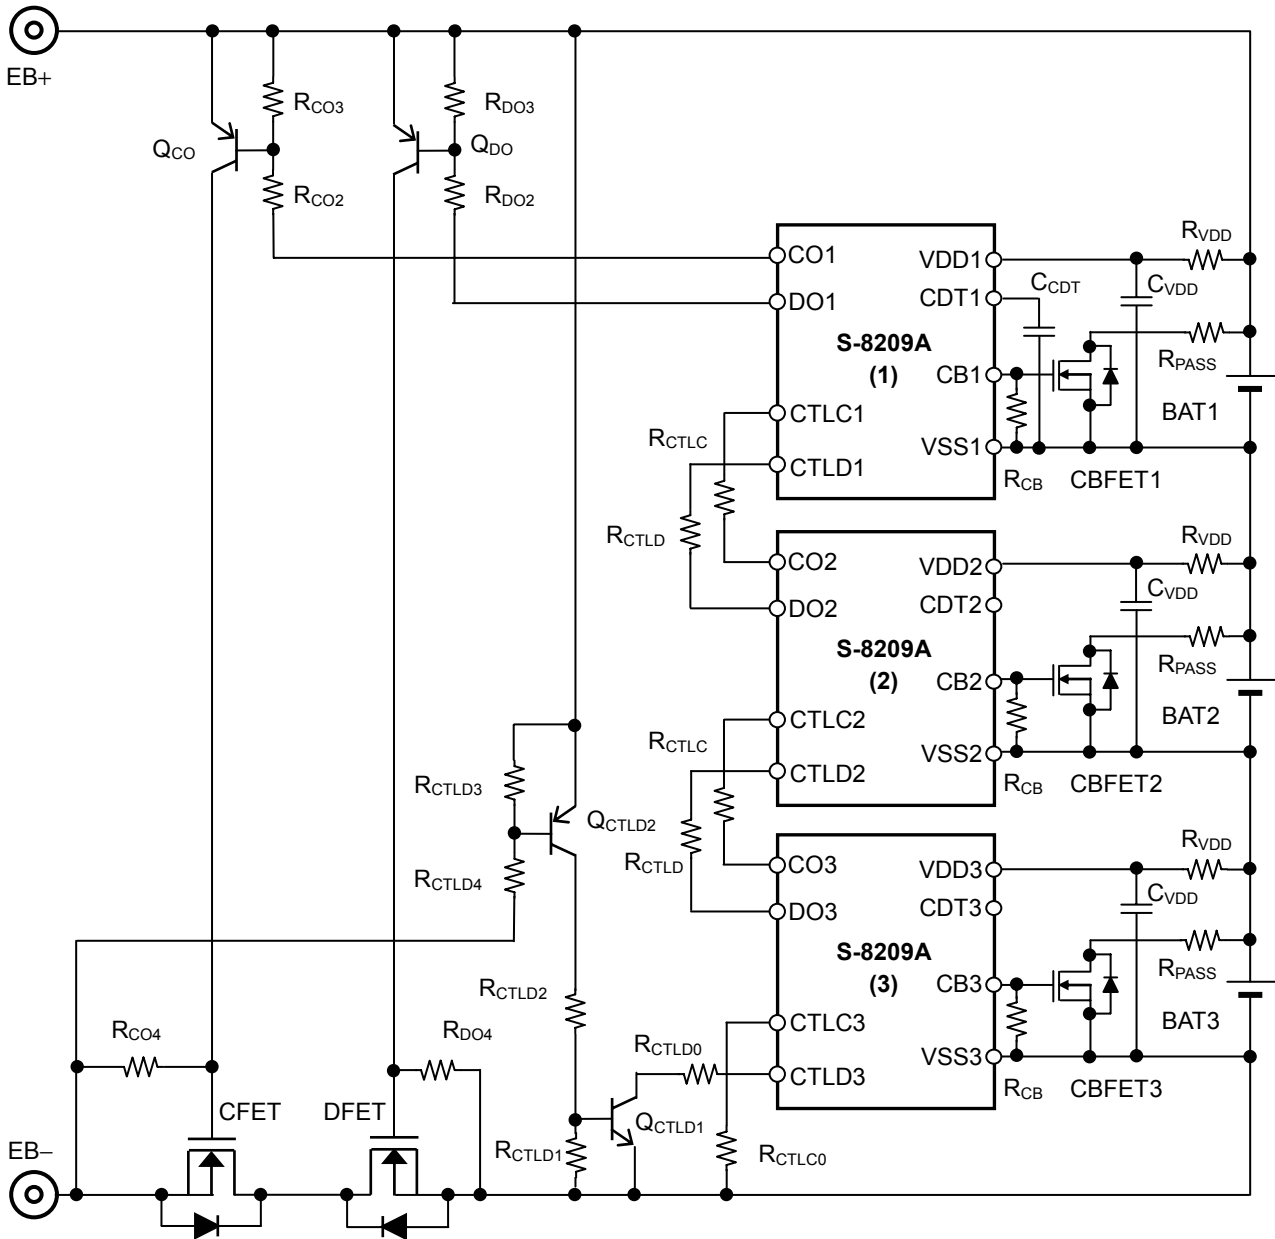 EB+
RCO3
RDO3
QCO
QDO
RCO2
RDO2
CO1
VDD1
RVDD
DO1
CDT1
CCDT
CVDD
S-8209A
(1)
CB1
RPASS
CTLC1
BAT1
RCTLC
CTLD1
VSS1
RCB
CBFET1
RCTLD
CO2
VDD2
RVDD
DO2
CDT2
CVDD
S-8209A
(2)
CB2
RPASS
CTLC2
BAT2
RCTLC
CTLD2
VSS2
RCB
CBFET2
RCTLD3
QCTLD2
RCTLD
RCTLD4
CO3
VDD3
RVDD
DO3
CDT3
CVDD
S-8209A
(3)
CB3
RPASS
RCTLD2
CTLC3
BAT3
RCO4
RDO4
RCTLD0
CTLD3
VSS3
RCB
CBFET3
CFET
DFET
QCTLD1
RCTLD1
RCTLC0
EB−